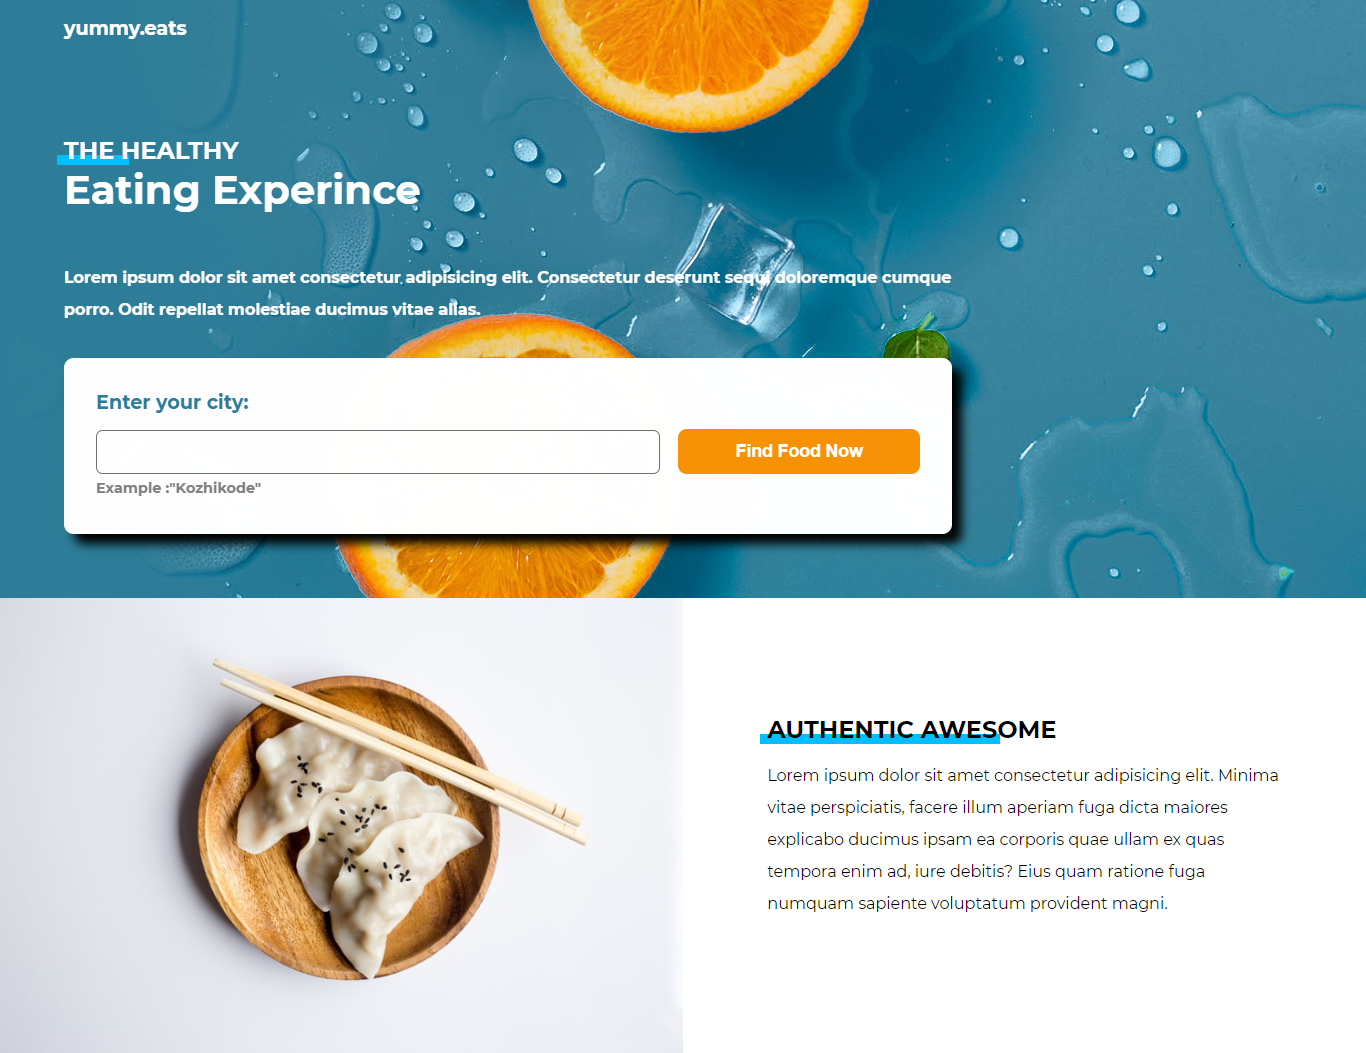 yummy.eats
THE HEALTHY
Eating Experince
Lorem ipsum dolor sit amet consectetur adipisicing elit. Consectetur deserunt sequi doloremque cumque
porro. Odit repellat molestiae ducimus vitae alias.
Enter your city:
Find Food Now
Example :"Kozhikode"
AUTHENTIC AWESOME
Lorem ipsum dolor sit amet consectetur adipisicing elit. Minima
vitae perspiciatis, facere illum aperiam fuga dicta maiores
explicabo ducimus ipsam ea corporis quae ullam ex quas
tempora enim ad, iure debitis? Eius quam ratione fuga
numquam sapiente voluptatum provident magni.